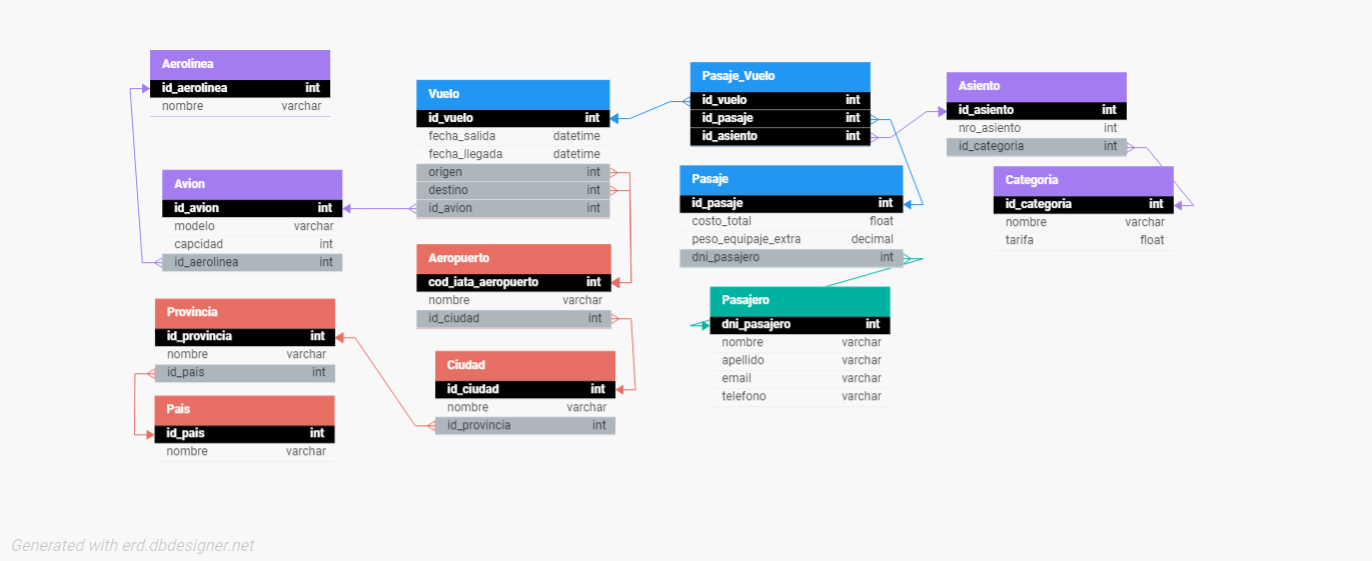 Aerolinea
id_aerolinea int
nombre varchar
Avion
id_avion int
modelo varchar
capcidad int
id_aerolinea int
Provincia
id_provincia int
nombre varchar
id_pais int
Pais
id_pais int
nombre varchar
Vuelo
id_vuelo int
fecha_salida datetime
fecha_llegada datetime
origen int
destino int
id_avion int
Aeropuerto
cod_iata_aeropuerto int
nombre varchar
id_ciudad int
Ciudad
id_ciudad int
nombre varchar
id_provincia int
Pasaje_Vuelo
id_vuelo int
id_pasaje int
id_asiento int
Pasaje
id_pasaje int
costo_total float
peso_equipaje_extra decimal
dni_pasajero int
Pasajero
dni_pasajero int
nombre varchar
apellido varchar
email varchar
telefono varchar
Asiento
id_asiento int
nro_asiento int
id_categoria int
Categoria
id_categoria int
nombre varchar
tarifa float
Generated with erd.dbdesigner.net